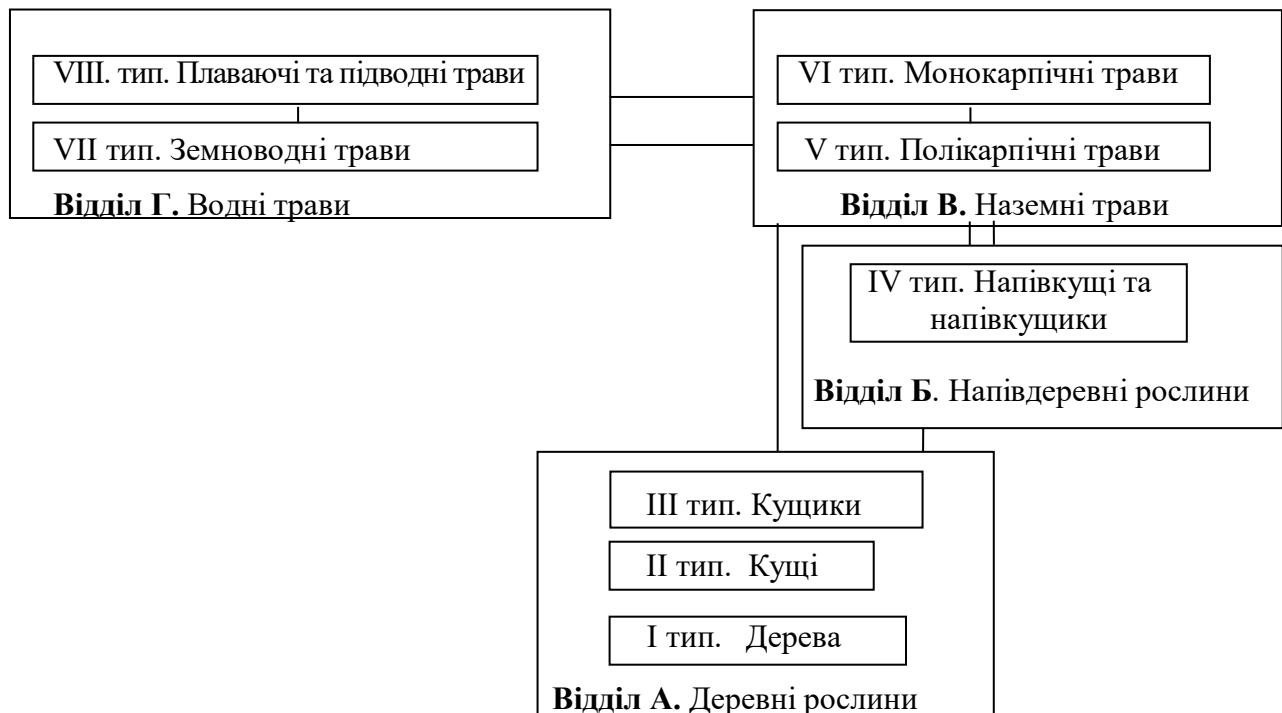 VIII. тип. Плаваючі та підводні трави
VII тип. Земноводні трави
Відділ Г. Водні трави
VI тип. Монокарпічні трави
V тип. Полікарпічні трави
Відділ В. Наземні трави
IV тип. Напівкущі та
напівкущики
Відділ Б. Напівдеревні рослини
III тип. Кущики
II тип. Кущі
I тип. Дерева
Відділ А. Деревні рослини